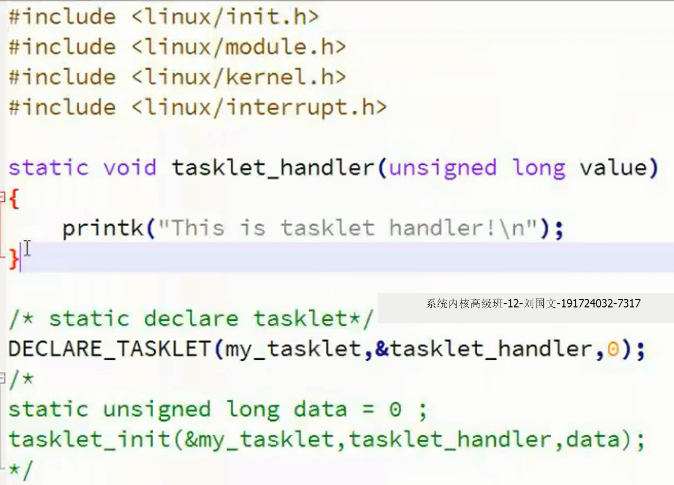 #include <linux/init.h>
#include <linux/module.h>
#include <linux/kernel.h>
#include <linux/interrupt.h>
static void tasklet_handler(unsigned long value)
{
printk("This is tasklet handler!\n");
}
系统内核高级班-12-刘国文-191724032-7317
/* static declare tasklet*/
DECLARE_TASKLET(my_tasklet,&tasklet_handler,0);
/*
static unsigned long data = 0 ;
tasklet_init(&my_tasklet,tasklet_handler,data);
*/